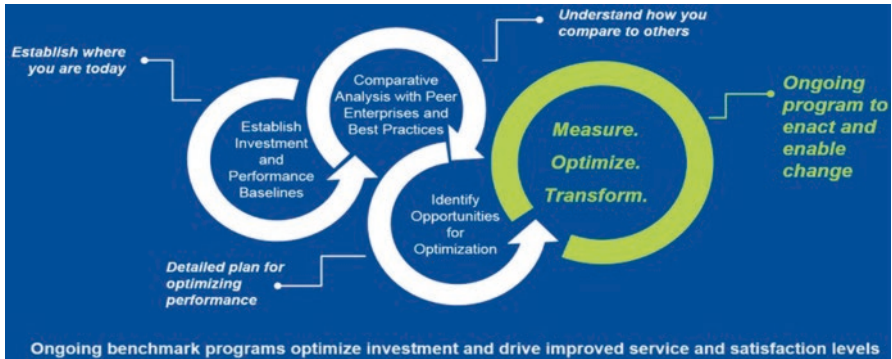 Establish where
you are today
Establish
Investment
and
Performance
Baselines
Understand how you
compare to others
Comparative
Analysis with Peer
Enterprises and
Best Practices
Detailed plan for
optimizing
performance
Identify
Opportunities
for
Optimization
Measure.
Optimize.
Transform.
Ongoing
program to
enact and
enable
change
Ongoing benchmark programs optimize investment and drive improved service and satisfaction levels